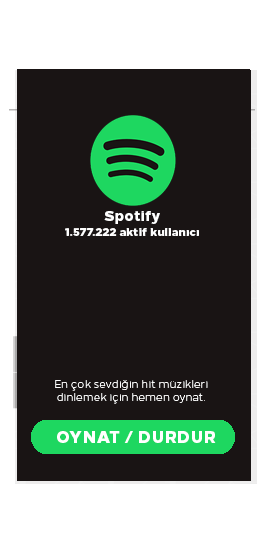 Spotify
1.577.222 aktif kullanıcı
En çok sevdiğin hit müzikleri
dinlemek için hemen oynat.
OYNAT / DURDUR